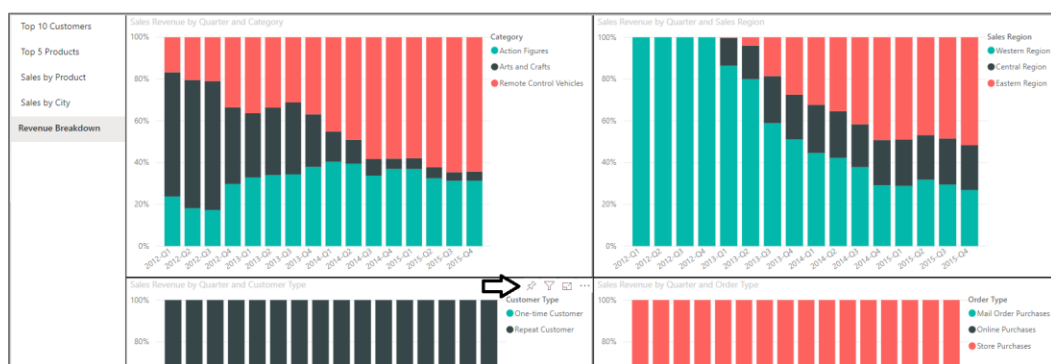 Top 10 Customers
Top 5 Products
Sales by Product
Sales by City
Revenue Breakdown
Sales Revenue by Quarter and Category
100%
80%
60%
40%
20%
0%
2012-Q1
2012-Q2
2012-Q3
2012-Q4
2013-Q1
2013-Q2
2013-Q3
2013-Q4
2014-Q1
2014-Q2
2014-Q3
2014-Q4
2015-Q1
2015-Q2
2015-Q3
2015-Q4
Category
Action Figures
Arts and Crafts
Remote Control Vehicles
Sales Revenue by Quarter and Sales Region
100%
80%
60%
40%
20%
0%
2012-Q1
2012-Q2
2012-Q3
2012-Q4
2013-Q1
2013-Q2
2013-Q3
2013-Q4
2014-Q1
2014-Q2
2014-Q3
2014-Q4
2015-Q1
2015-Q2
2015-Q3
2015-Q4
Sales Region
Western Region
Central Region
Eastern Region
Sales Revenue by Quarter and Customer Type
100%
80%
Customer Type
One-time Customer
Repeat Customer
Sales Revenue by Quarter and Order Type
100%
80%
Order Type
Mail Order Purchases
Online Purchases
Store Purchases